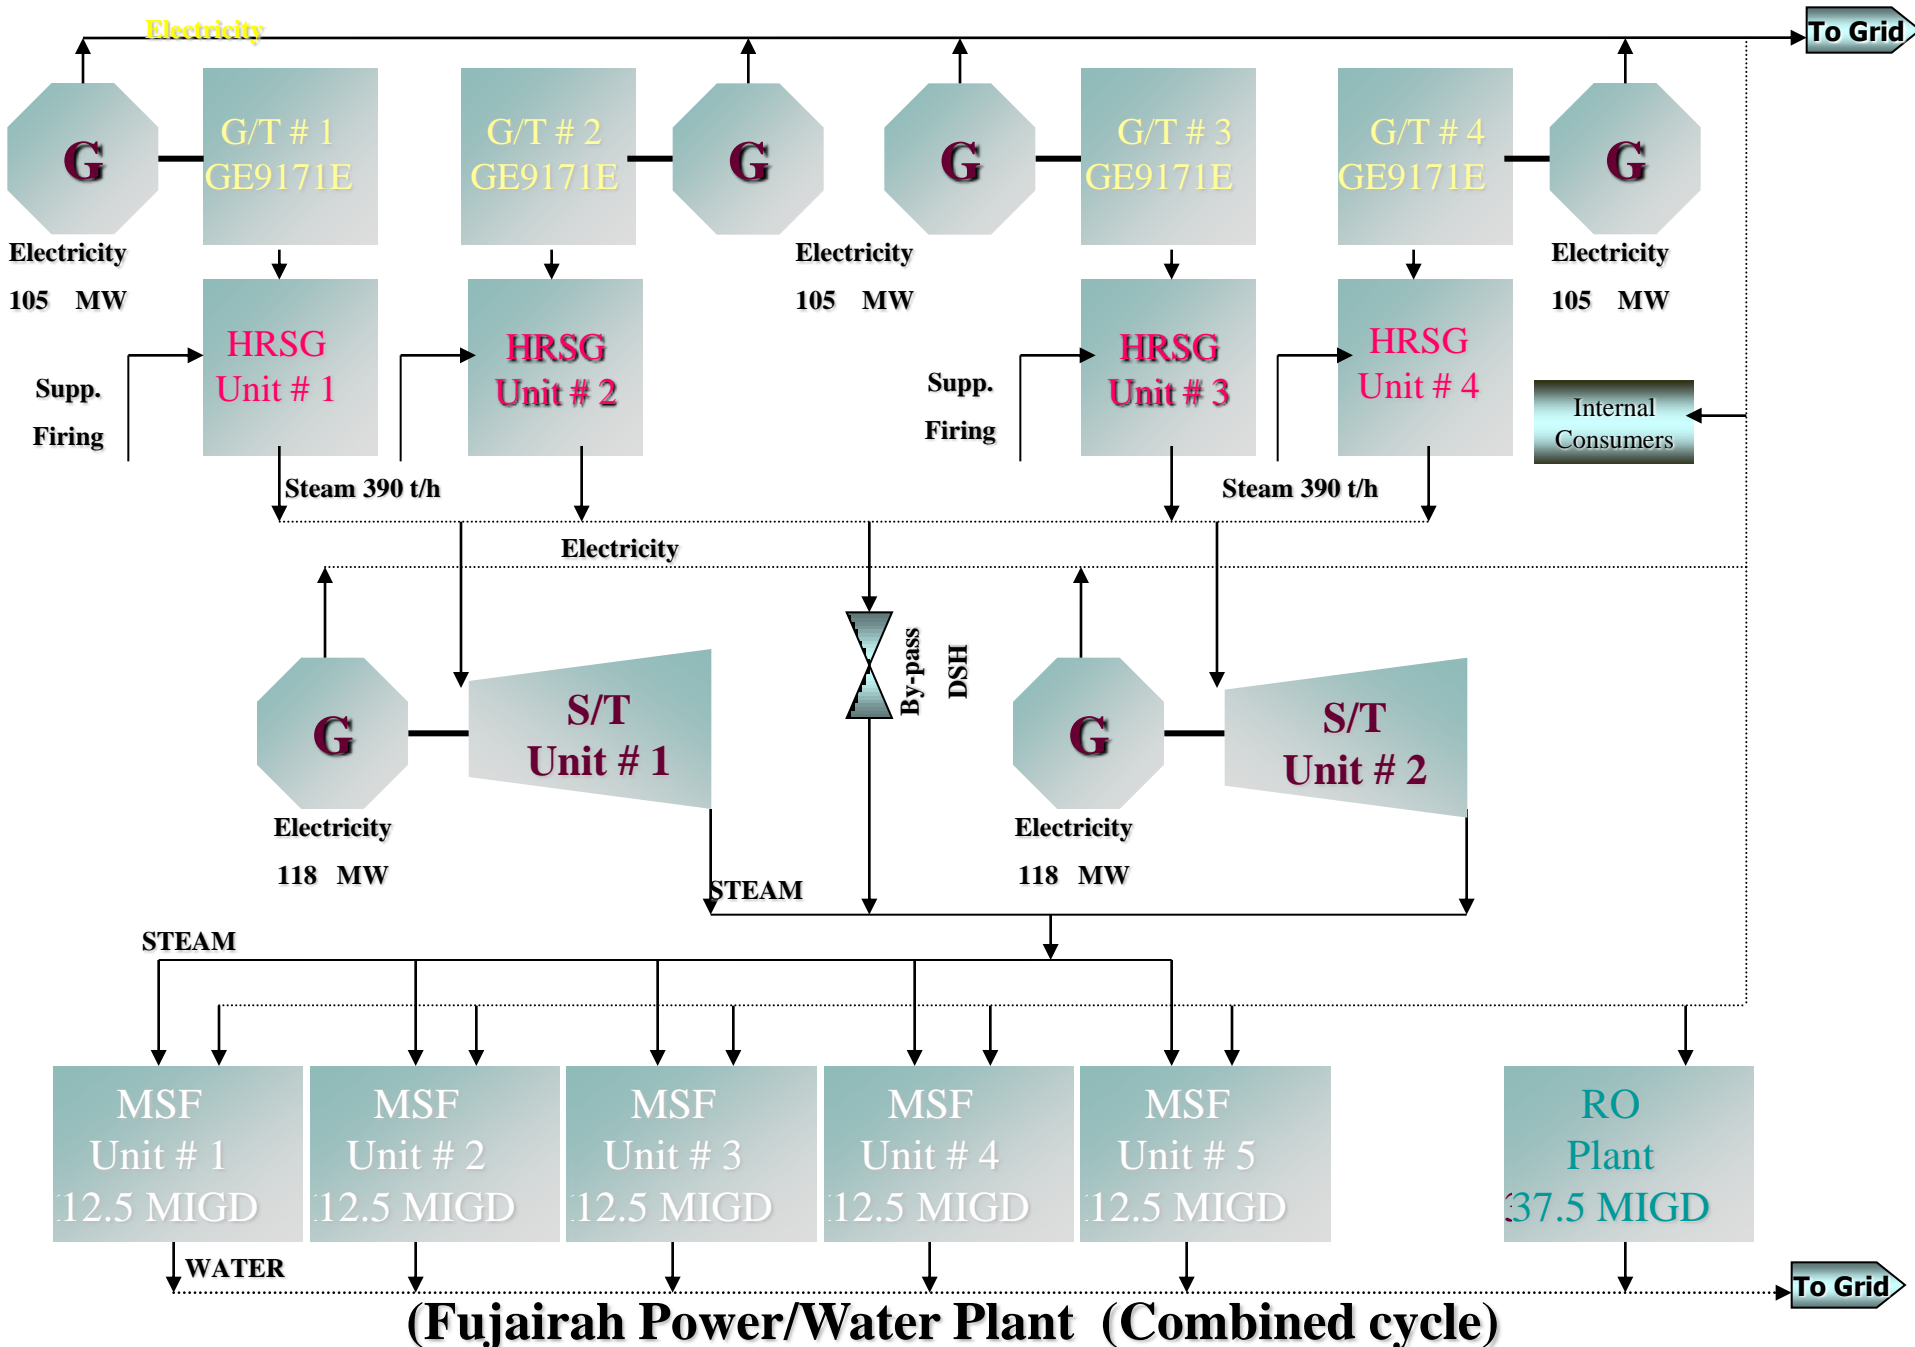 Electricity
To Grid
G
G/T # 1
GE9171E
G/T # 2
GE9171E
G
G
G/T # 3
GE9171E
G/T # 4
GE9171E
G
Electricity
105 MW
Electricity
105 MW
Electricity
105 MW
HRSG
Unit # 1
HRSG
Unit # 2
HRSG
Unit # 3
HRSG
Unit # 4
Supp.
Firing
Supp.
Firing
Internal
Consumers
Steam 390 t/h
Steam 390 t/h
Electricity
By-pass
DSH
G
S/T
Unit # 1
G
S/T
Unit # 2
Electricity
118 MW
Electricity
118 MW
STEAM
STEAM
MSF
Unit # 1
12.5 MIGD
MSF
Unit # 2
12.5 MIGD
MSF
Unit # 3
12.5 MIGD
MSF
Unit # 4
12.5 MIGD
MSF
Unit # 5
12.5 MIGD
RO
Plant
37.5 MIGD
WATER
To Grid
(Fujairah Power/Water Plant (Combined cycle)